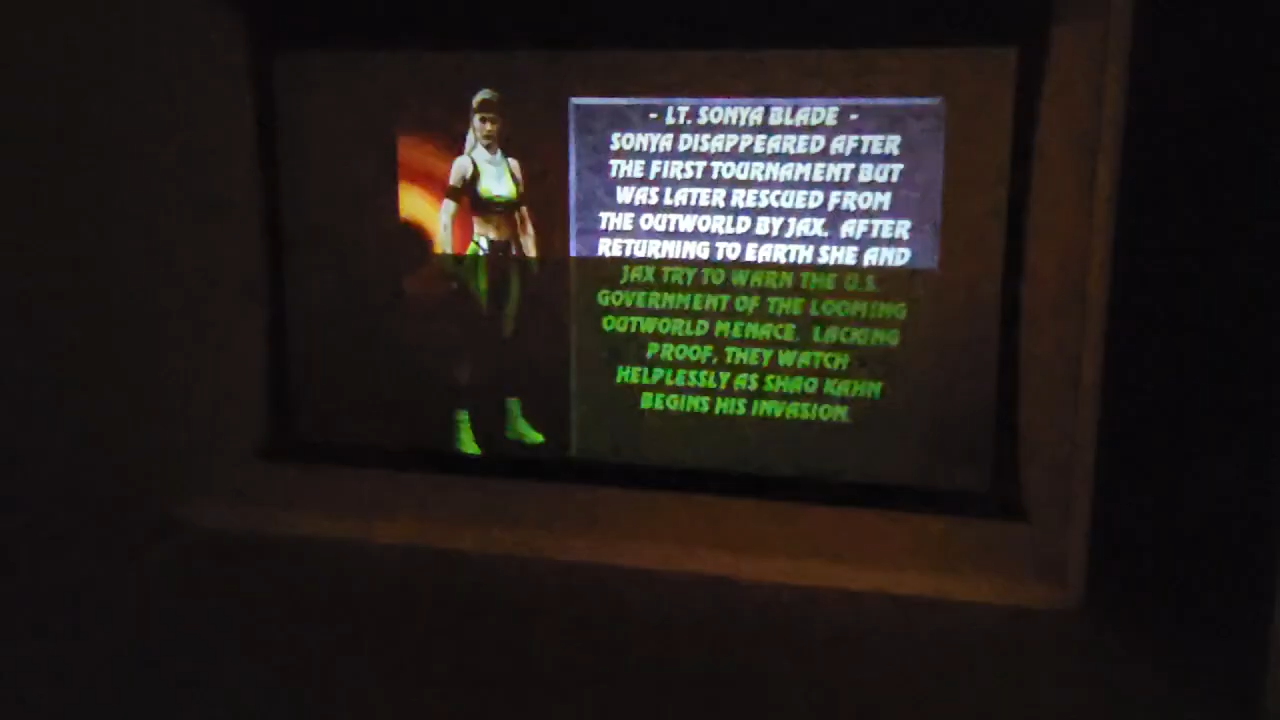 - LT. SONYA BLADE -
SONYA DISAPPEARED AFTER
THE FIRST TOURNAMENT BUT
WAS LATER RESCUED FROM
THE OUTWORLD BY JAX. AFTER
RETURNING TO EARTH SHE AND
JAX TRY TO WARN THE U.S.
GOVERNMENT OF THE LOOMING
OUTWORLD MENACE. LACKING
PROOF, THEY WATCH
HELPLESSLY AS SHAO KAHN
BEGINS HIS INVASION.